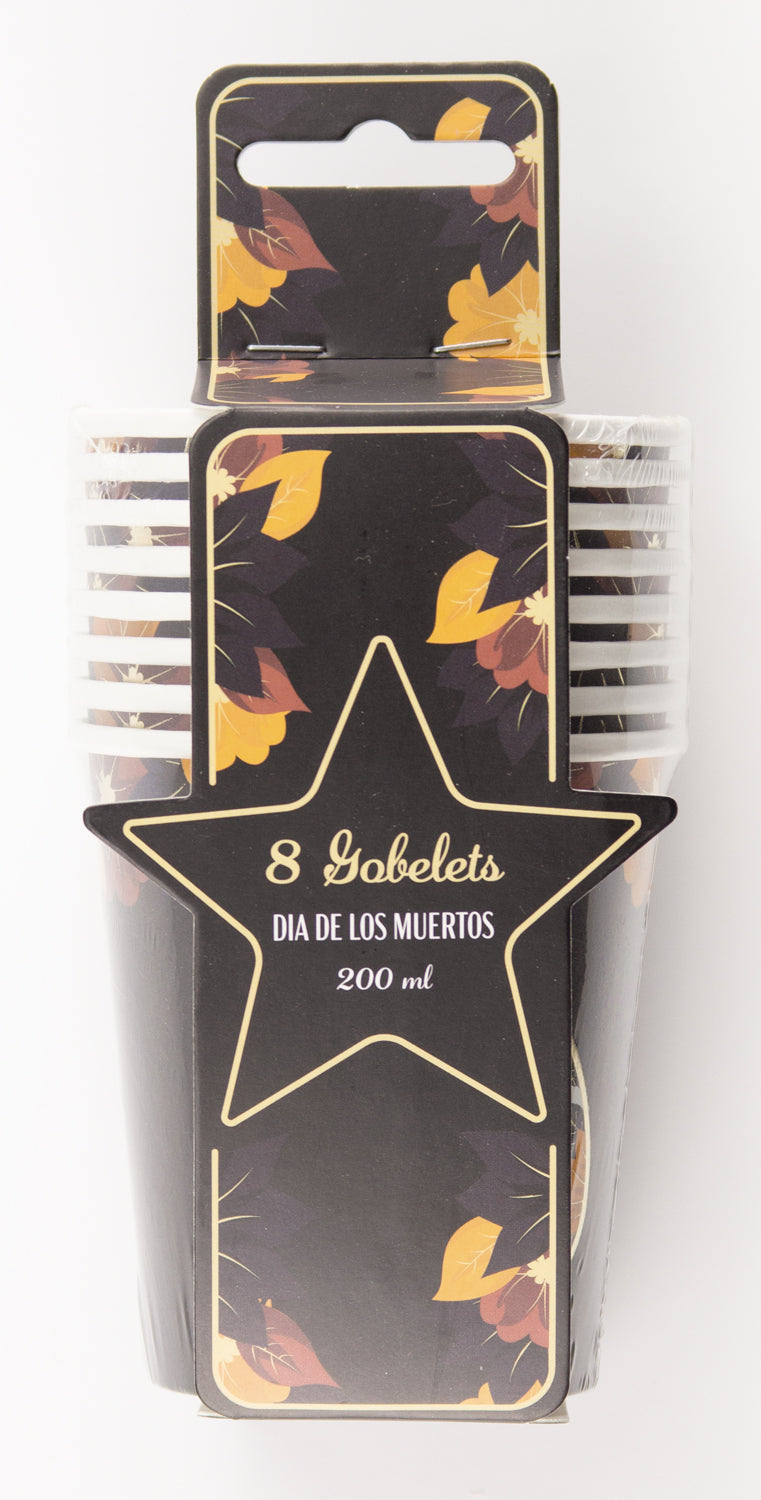 8 Gobelets
DIA DE LOS MUERTOS
200 ml